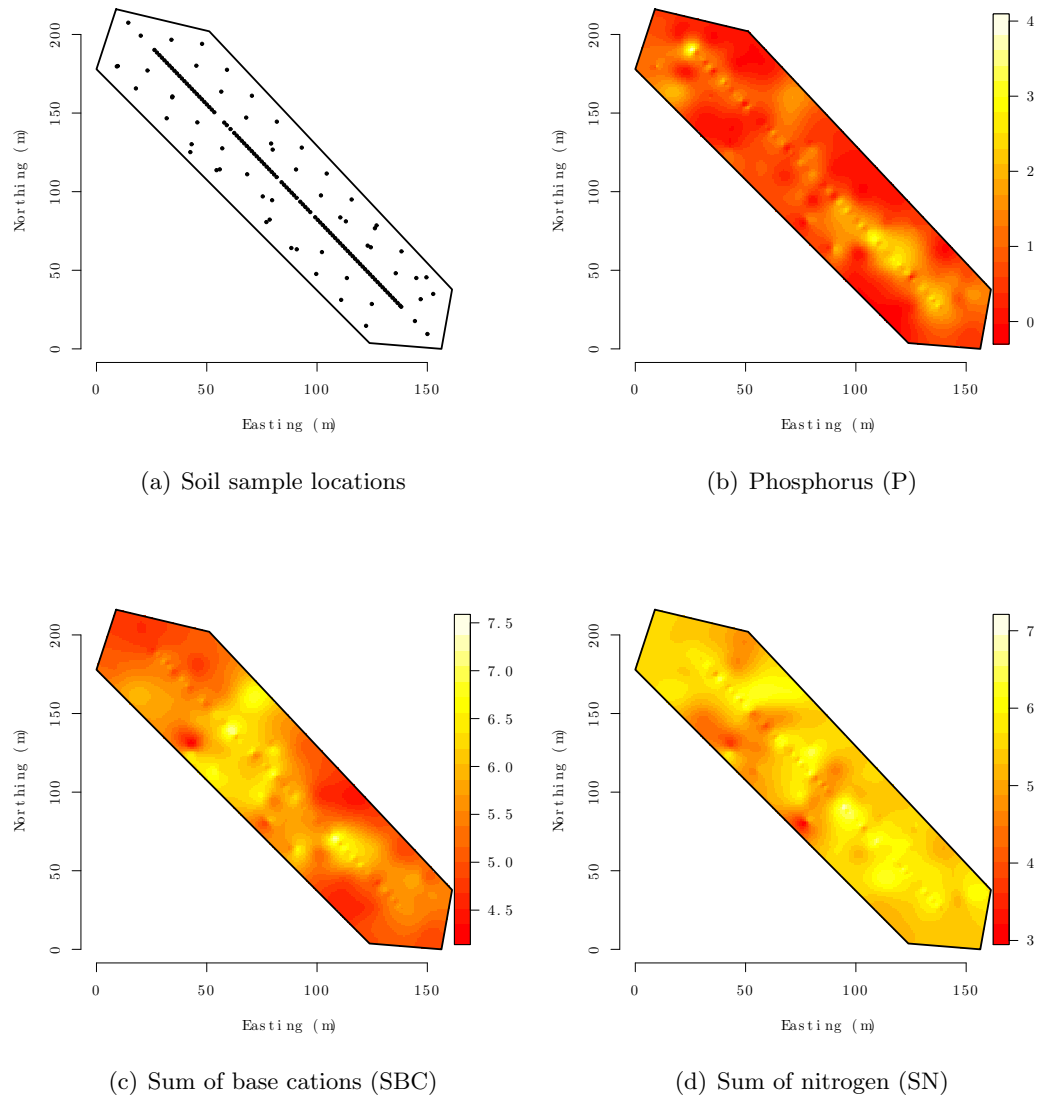 200
150
100
50
0
Northing (m)
0 50 100 150
Easting (m)
(a) Soil sample locations
200
150
100
50
0
Northing (m)
0 50 100 150
Easting (m)
4
3
2
1
0
(b) Phosphorus (P)
200
150
100
50
0
Northing (m)
0 50 100 150
Easting (m)
7.5
7.0
6.5
6.0
5.5
5.0
4.5
(c) Sum of base cations (SBC)
200
150
100
50
0
Northing (m)
0 50 100 150
Easting (m)
7
6
5
4
3
(d) Sum of nitrogen (SN)